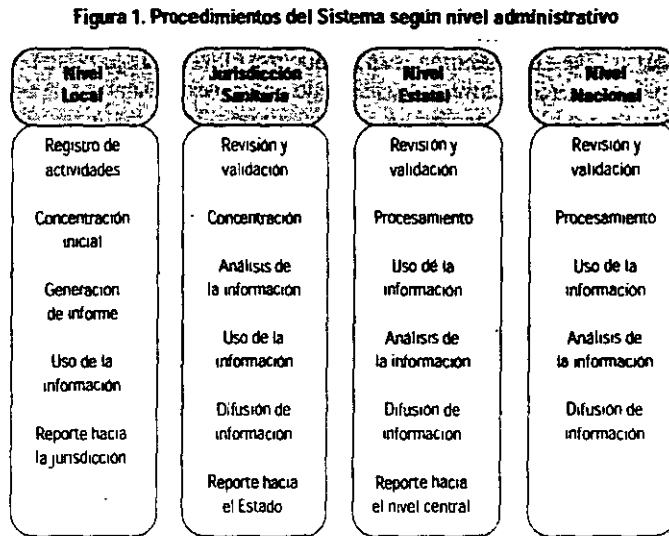 Figura 1. Procedimientos del Sistema según nivel administrativo
Nivel
Local
Registro de
actividades
Concentración
inicial
Generación
de informe
Uso de la
información
Reporte hacia
la jurisdicción
Jurisdicción
Sanitaria
Revisión y
validación
Concentración
Análisis de
la información
Uso de la
información
Difusión de
información
Reporte hacia
el Estado
Nivel
Estatal
Revisión y
validación
Procesamiento
Uso de la
información
Análisis de
la información
Difusión de
información
Reporte hacia
el nivel central
Nivel
Nacional
Revisión y
validación
Procesamiento
Uso de la
información
Análisis de
la información
Difusión de
información